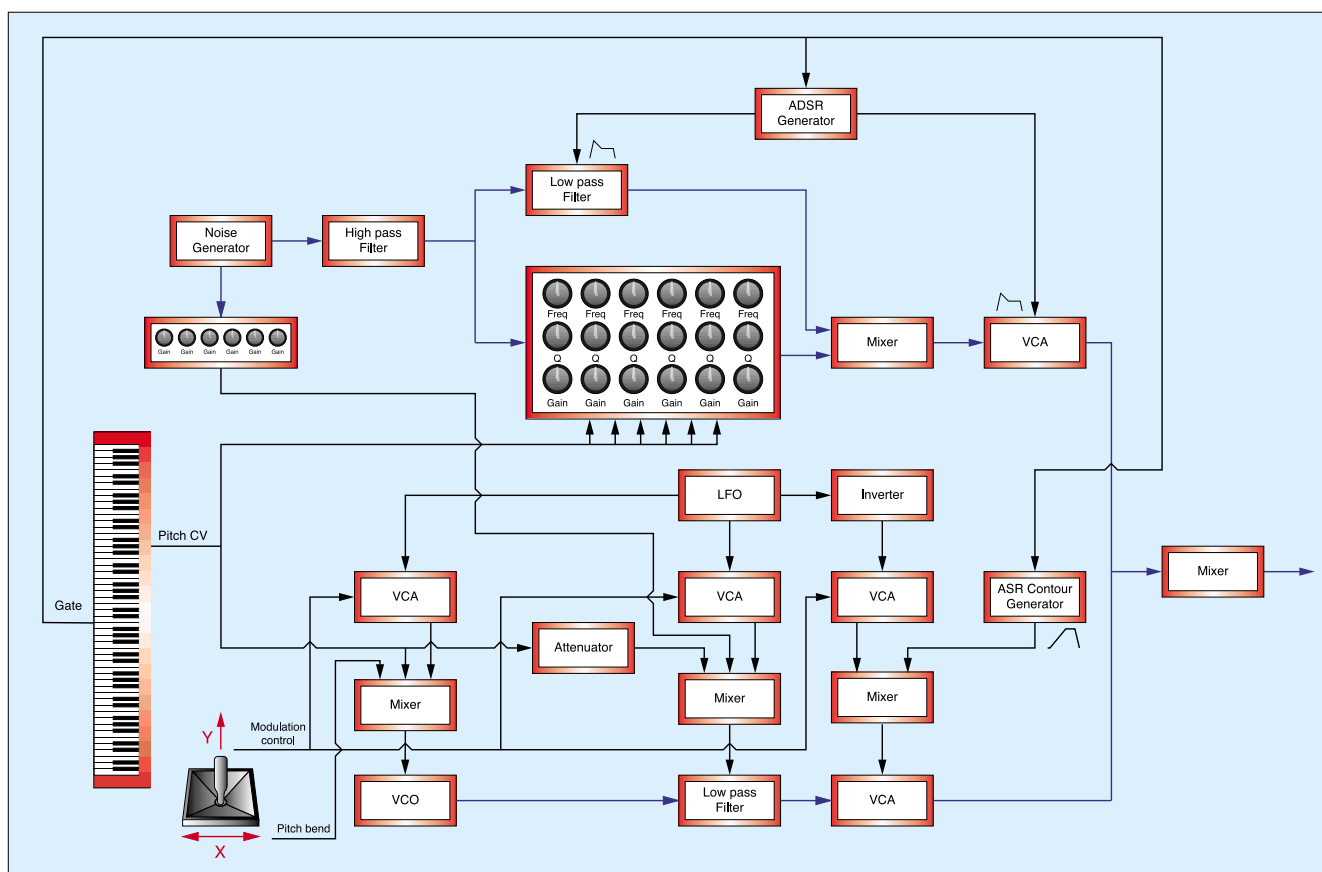 ADSR
Generator
Low pass
Filter
Noise
Generator
High pass
Filter
Freq Freq Freq Freq Freq Freq
Q Q Q Q Q Q
Gain Gain Gain Gain Gain Gain
Gain Gain Gain Gain Gain Gain
Mixer
VCA
LFO
Inverter
Pitch CV
Gate
VCA
VCA
VCA
ASR Contour
Generator
Mixer
Attenuator
Mixer
Mixer
Mixer
Modulation
control
Y
VCO
Low pass
Filter
VCA
Pitch bend
X